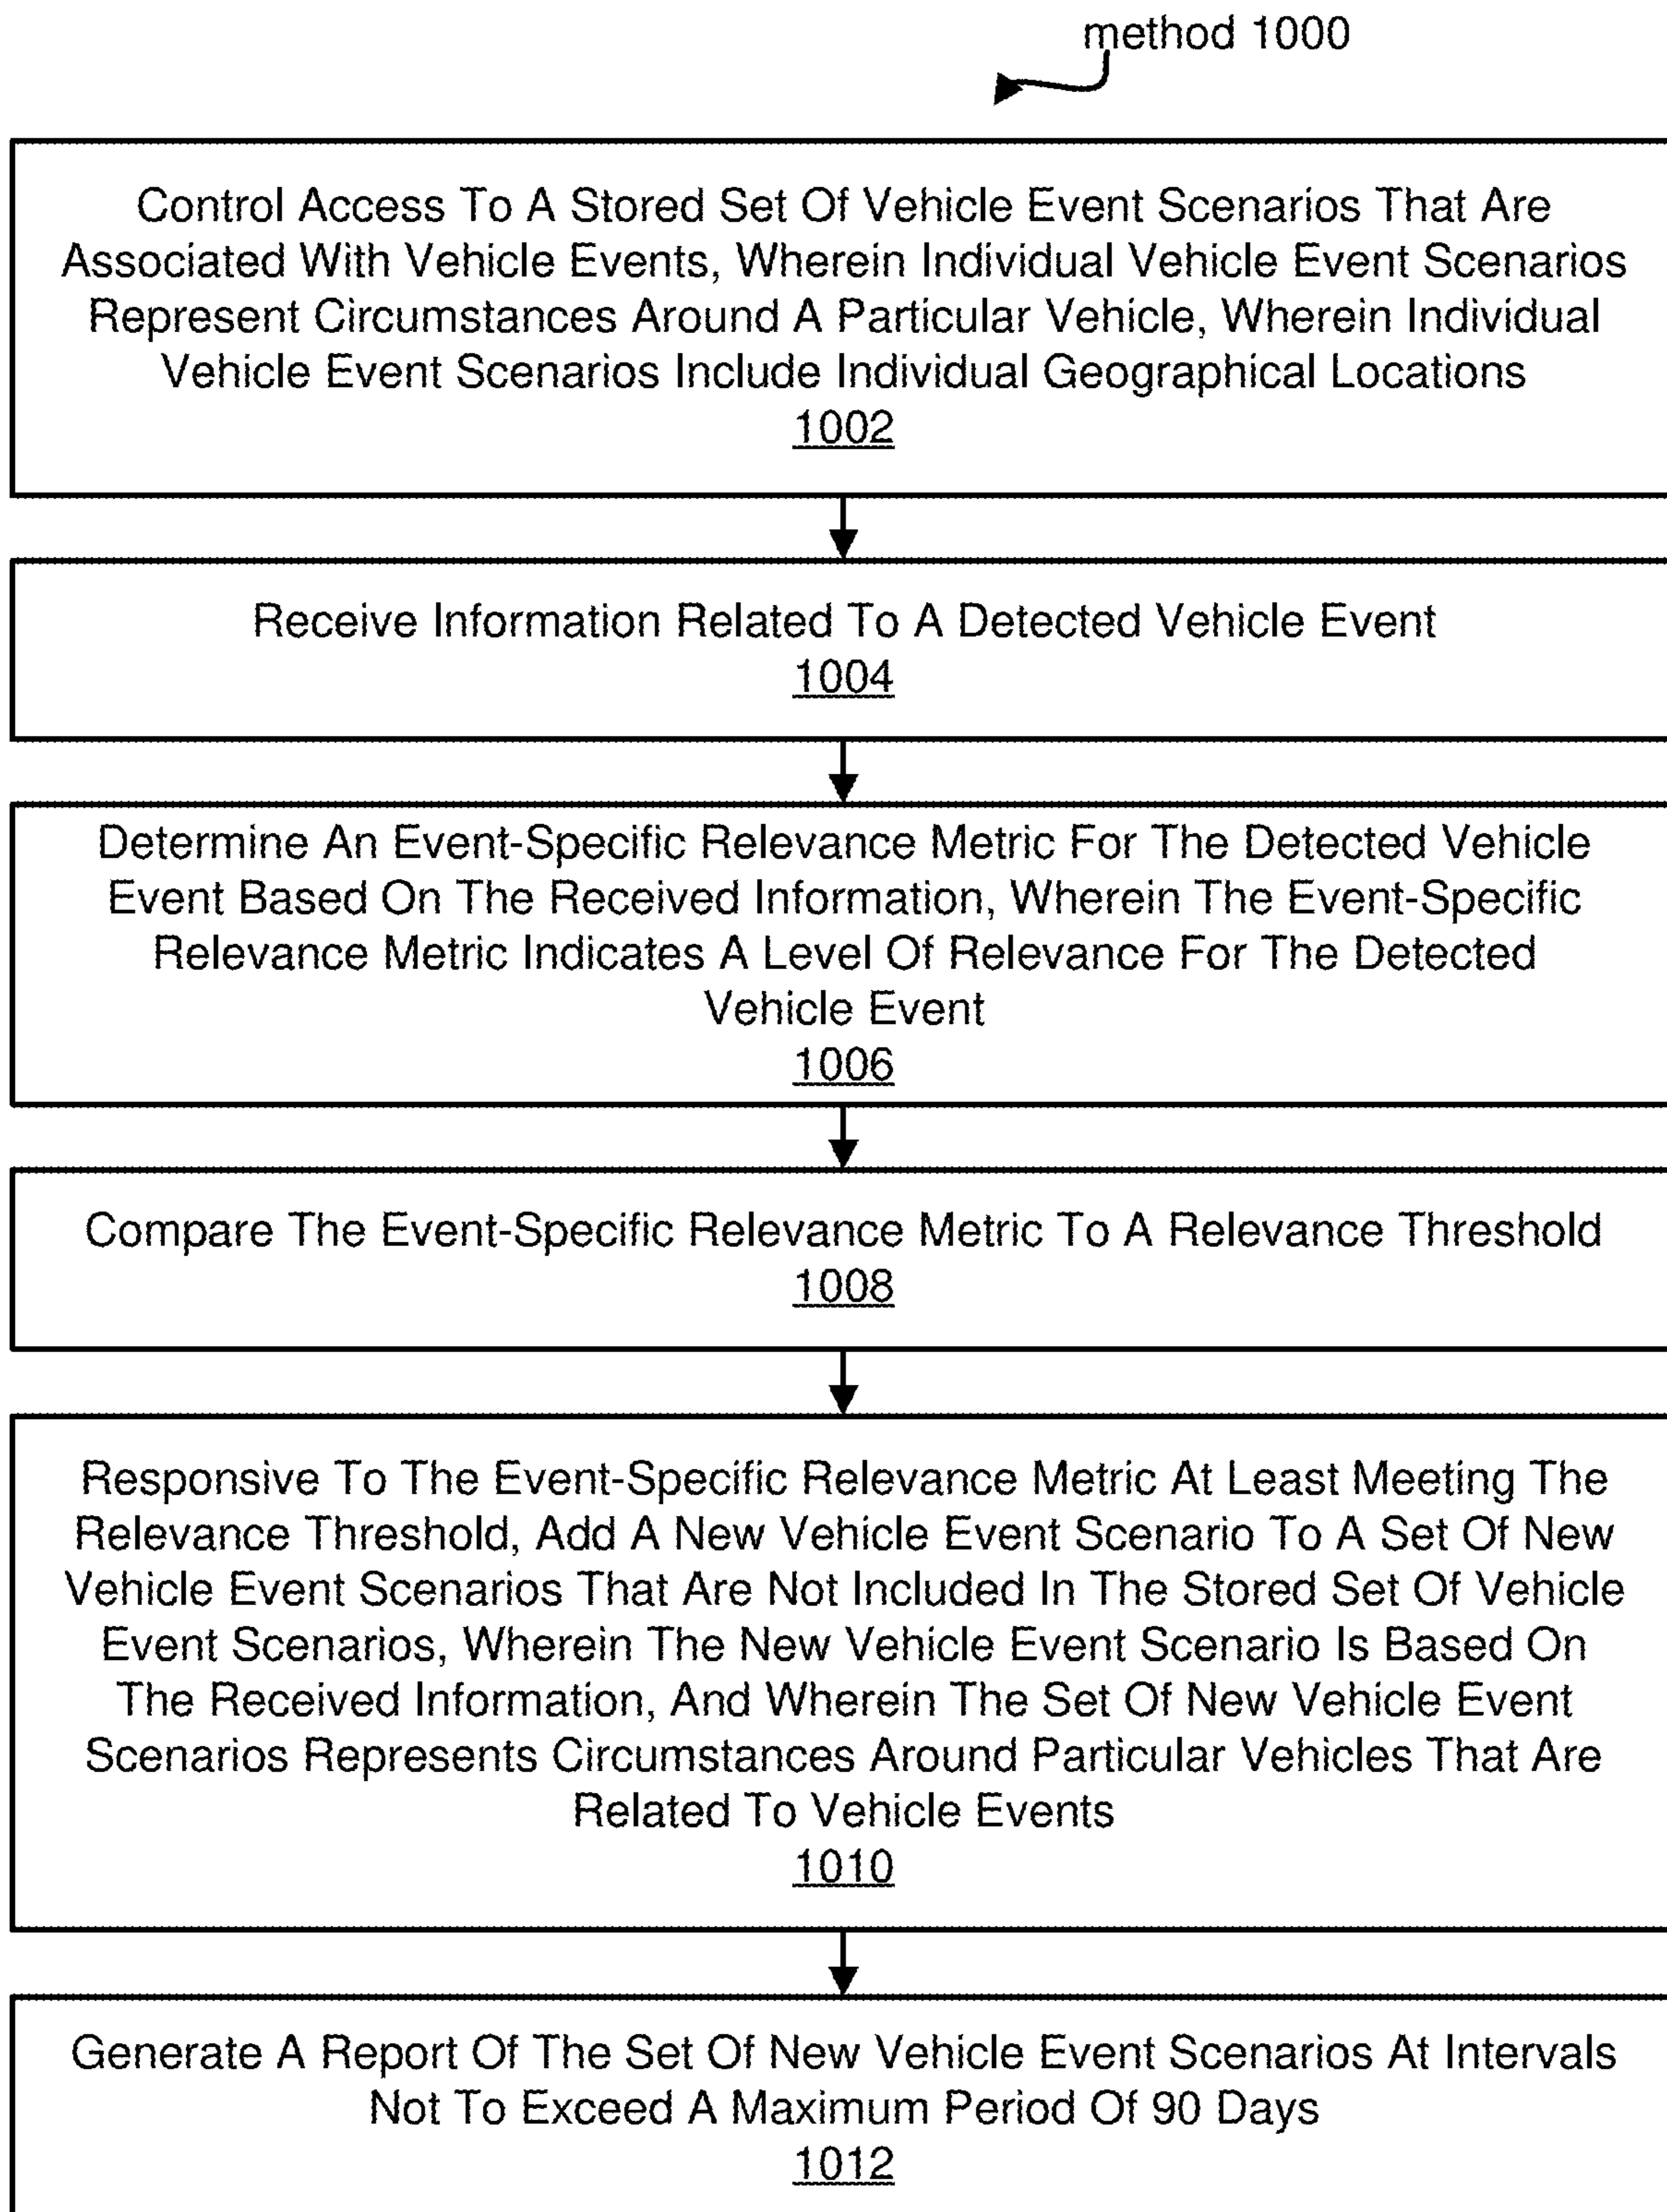 method 1000
Control Access To A Stored Set Of Vehicle Event Scenarios That Are
Associated With Vehicle Events, Wherein Individual Vehicle Event Scenarios
Represent Circumstances Around A Particular Vehicle, Wherein Individual
Vehicle Event Scenarios Include Individual Geographical Locations
1002
Receive Information Related To A Detected Vehicle Event
1004
Determine An Event-Specific Relevance Metric For The Detected Vehicle
Event Based On The Received Information, Wherein The Event-Specific
Relevance Metric Indicates A Level Of Relevance For The Detected
Vehicle Event
1006
Compare The Event-Specific Relevance Metric To A Relevance Threshold
1008
Responsive To The Event-Specific Relevance Metric At Least Meeting The
Relevance Threshold, Add A New Vehicle Event Scenario To A Set Of New
Vehicle Event Scenarios That Are Not Included In The Stored Set Of Vehicle
Event Scenarios, Wherein The New Vehicle Event Scenario Is Based On
The Received Information, And Wherein The Set Of New Vehicle Event
Scenarios Represents Circumstances Around Particular Vehicles That Are
Related To Vehicle Events
1010
Generate A Report Of The Set Of New Vehicle Event Scenarios At Intervals
Not To Exceed A Maximum Period Of 90 Days
1012